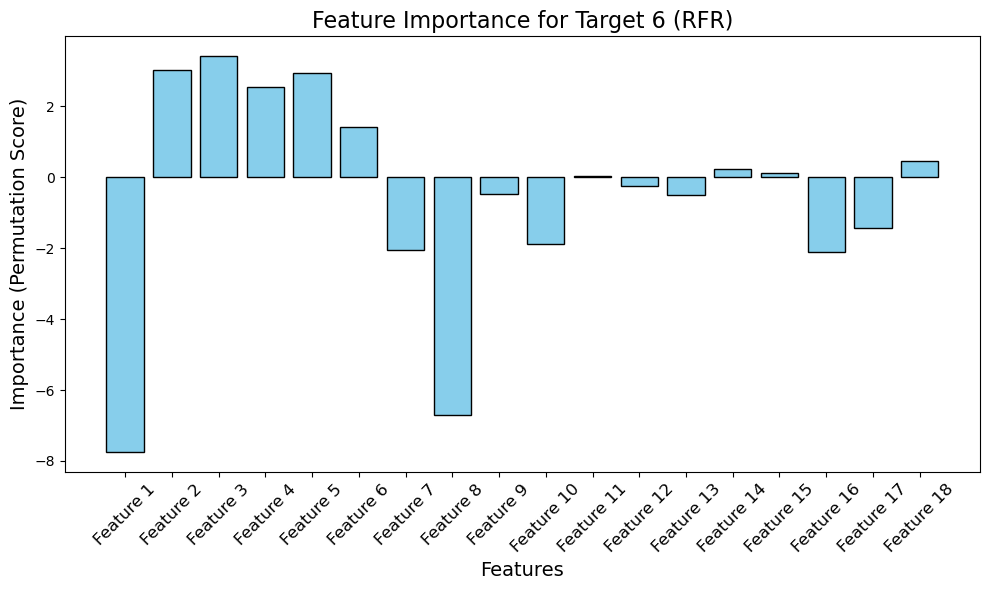 Feature Importance for Target 6 (RFR)
Importance (Permutation Score)
2
0
−2
−4
−6
−8
Feature 1
Feature 2
Feature 3
Feature 4
Feature 5
Feature 6
Feature 7
Feature 8
Feature 9
Feature 10
Feature 11
Feature 12
Feature 13
Feature 14
Feature 15
Feature 16
Feature 17
Feature 18
Features